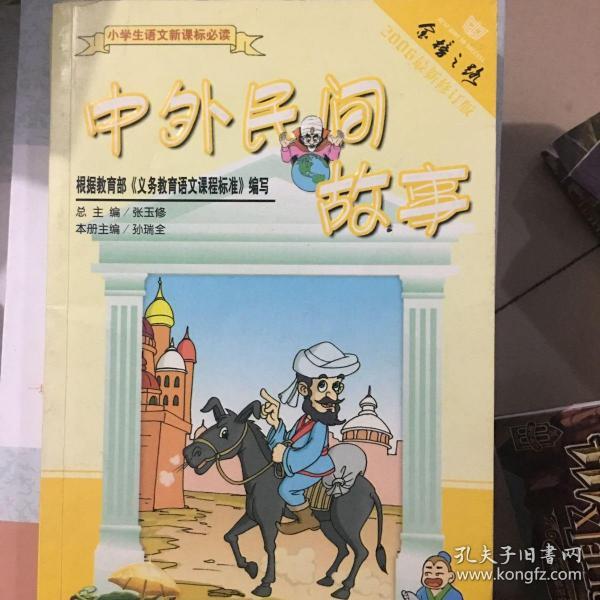 小学生语文新课标必读
金榜之路
2006年最新修订版
中外民间
故事
根据教育部《义务教育语文课程标准》编写
总主编/张玉修
本册主编/孙瑞全
孔夫子旧书网
www.kongfz.com